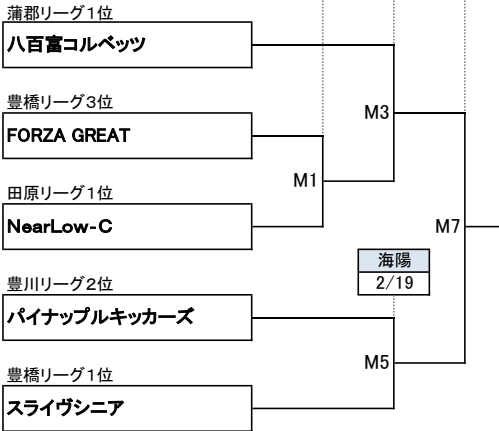 蒲郡リーグ1位
八百富コルベッツ
豊橋リーグ3位
FORZA GREAT
田原リーグ1位
NearLow-C
豊川リーグ2位
パイナップルキッカーズ
豊橋リーグ1位
スライヴシニア
M1
M3
M5
M7
海陽
2/19